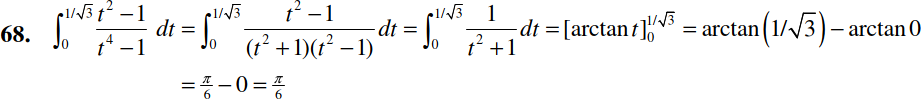 68. ∫₀^{1/√3} (t² − 1)/(t⁴ − 1) dt = ∫₀^{1/√3} (t² − 1)/((t² + 1)(t² − 1)) dt = ∫₀^{1/√3} 1/(t² + 1) dt = [arctan t]₀^{1/√3} = arctan(1/√3) − arctan 0
= π/6 − 0 = π/6